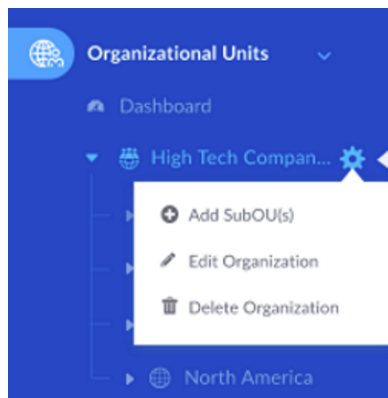 Organizational Units
Dashboard
High Tech Compan...
Add SubOU(s)
Edit Organization
Delete Organization
North America